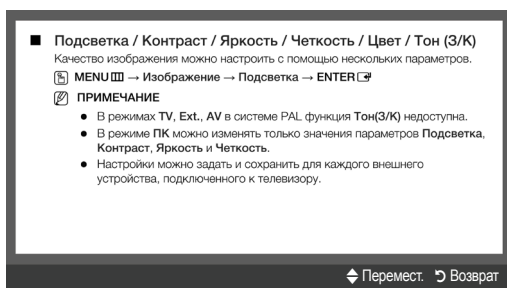 ■ Подсветка / Контраст / Яркость / Четкость / Цвет / Тон (З/К)
Качество изображения можно настроить с помощью нескольких параметров.
MENU → Изображение → Подсветка → ENTER
ПРИМЕЧАНИЕ
● В режимах TV, Ext., AV в системе PAL функция Тон(З/К) недоступна.
● В режиме ПК можно изменять только значения параметров Подсветка,
Контраст, Яркость и Четкость.
● Настройки можно задать и сохранить для каждого внешнего
устройства, подключенного к телевизору.
Перемест. Возврат